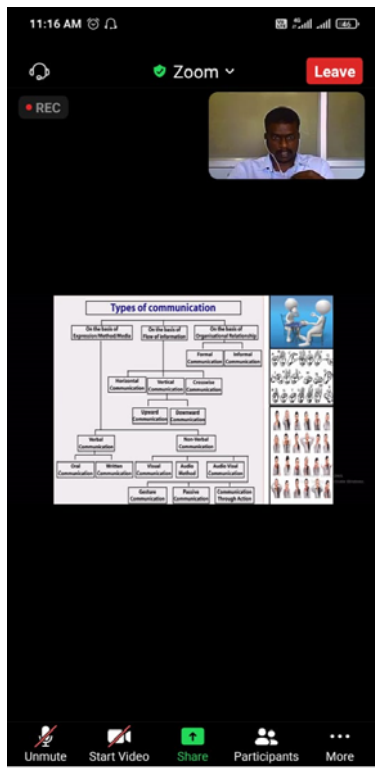 11:16 AM
46
Zoom
Leave
REC
Types of communication
On the basis of
Expression/Method/Media
On the basis of
Flow of information
On the basis of
Organisational Relationship
Formal
Communication
Informal
Communication
Horizontal
Communication
Vertical
Communication
Crosswise
Communication
Upward
Communication
Downward
Communication
Verbal
Communication
Non-Verbal
Communication
Oral
Communication
Written
Communication
Visual
Communication
Audio
Method
Audio Visual
Communication
Gesture
Communication
Passive
Communication
Communication
Through Action
Unmute
Start Video
Share
Participants
More